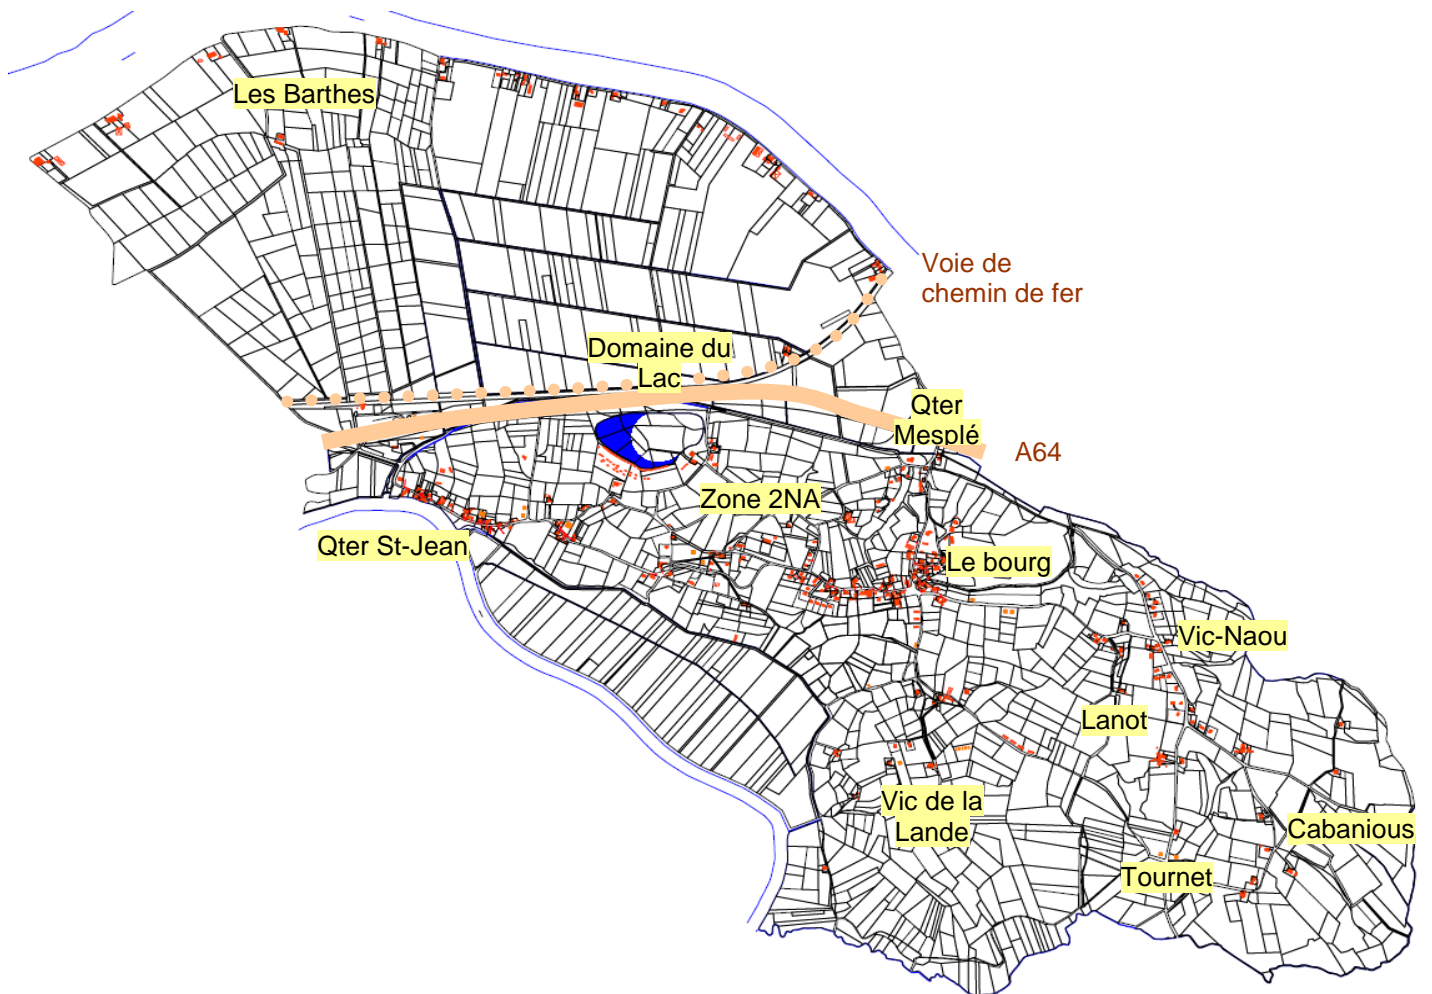 Les Barthes
Voie de
chemin de fer
Domaine du
Lac
Qter
Mesplé
A64
Zone 2NA
Qter St-Jean
Le bourg
Vic-Naou
Lanot
Vic de la
Lande
Cabanious
Tournet